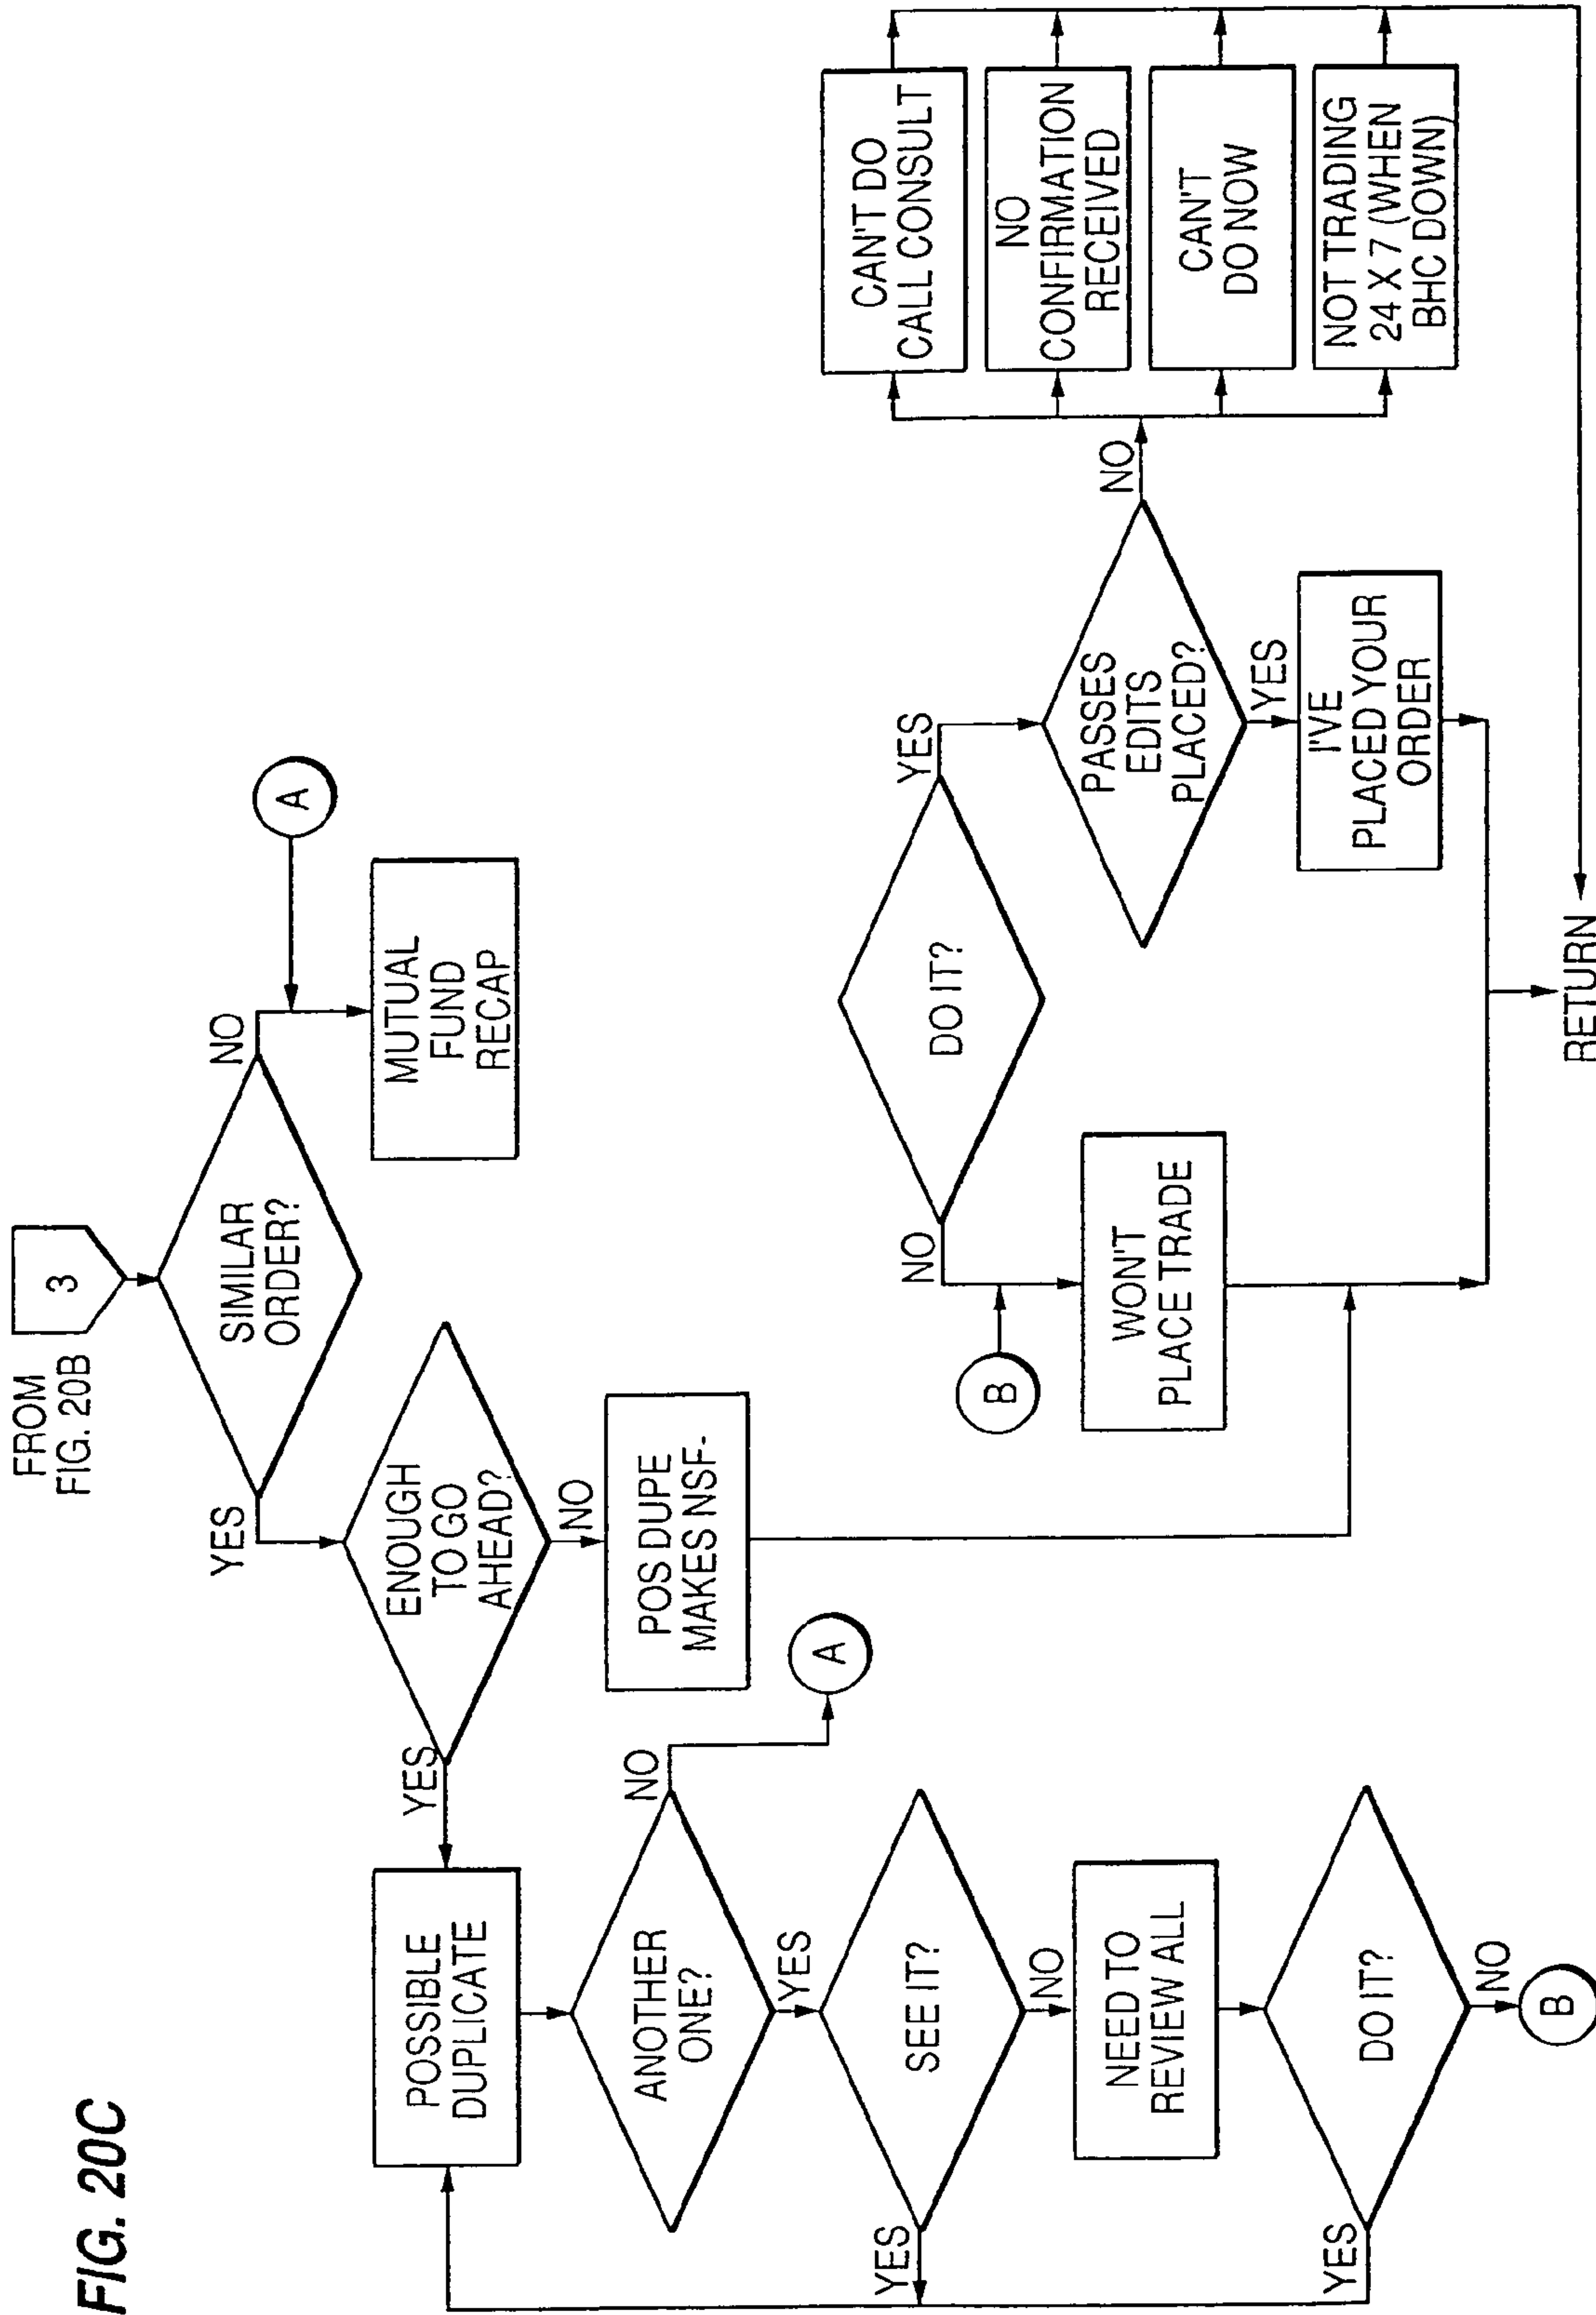 FIG. 20C
FROM
FIG. 20B
3
SIMILAR
ORDER?
YES
NO
A
MUTUAL
FUND
RECAP
ENOUGH
TO GO
AHEAD?
YES
NO
POS DUPE
MAKES NSF-
POSSIBLE
DUPLICATE
ANOTHER
ONE?
NO
A
YES
SEE IT?
YES
NO
NEED TO
REVIEW ALL
DO IT?
YES
NO
B
DO IT?
NO
YES
B
WON'T
PLACE TRADE
PASSES
EDITS
PLACED?
NO
YES
I'VE
PLACED YOUR
ORDER
CAN'T DO
CALL CONSULT
NO
CONFIRMATION
RECEIVED
CAN'T
DO NOW
NOT TRADING
24 X 7 (WHEN
BHC DOWN)
RETURN